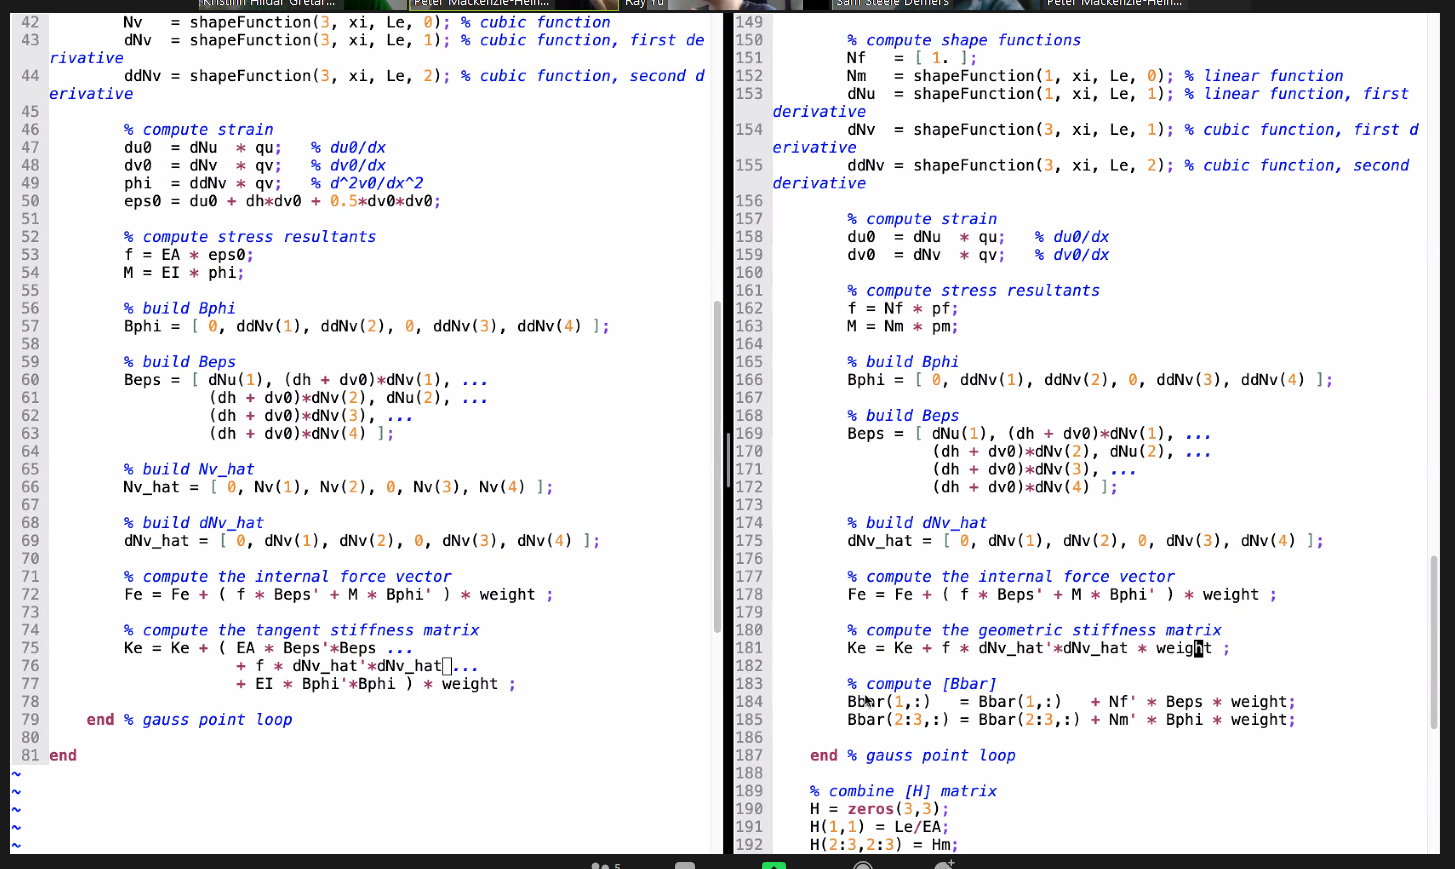 Kristinn Hildar Gretar...
Peter Mackenzie-Hein...
Ray Yu
Sam Steele Demers
Peter Mackenzie-Hein...
42 Nv = shapeFunction(3, xi, Le, 0); % cubic function
43 dNv = shapeFunction(3, xi, Le, 1); % cubic function, first de
rivative
44 ddNv = shapeFunction(3, xi, Le, 2); % cubic function, second d
erivative
45
46 % compute strain
47 du0 = dNu * qu; % du0/dx
48 dv0 = dNv * qv; % dv0/dx
49 phi = ddNv * qv; % d^2v0/dx^2
50 eps0 = du0 + dh*dv0 + 0.5*dv0*dv0;
51
52 % compute stress resultants
53 f = EA * eps0;
54 M = EI * phi;
55
56 % build Bphi
57 Bphi = [ 0, ddNv(1), ddNv(2), 0, ddNv(3), ddNv(4) ];
58
59 % build Beps
60 Beps = [ dNu(1), (dh + dv0)*dNv(1), ...
61 (dh + dv0)*dNv(2), dNu(2), ...
62 (dh + dv0)*dNv(3), ...
63 (dh + dv0)*dNv(4) ];
64
65 % build Nv_hat
66 Nv_hat = [ 0, Nv(1), Nv(2), 0, Nv(3), Nv(4) ];
67
68 % build dNv_hat
69 dNv_hat = [ 0, dNv(1), dNv(2), 0, dNv(3), dNv(4) ];
70
71 % compute the internal force vector
72 Fe = Fe + ( f * Beps' + M * Bphi' ) * weight ;
73
74 % compute the tangent stiffness matrix
75 Ke = Ke + ( EA * Beps'*Beps ...
76 + f * dNv_hat'*dNv_hat ...
77 + EI * Bphi'*Bphi ) * weight ;
78
79 end % gauss point loop
80
81 end
~
~
~
~
~
149
150 % compute shape functions
151 Nf = [ 1. ];
152 Nm = shapeFunction(1, xi, Le, 0); % linear function
153 dNu = shapeFunction(1, xi, Le, 1); % linear function, first
derivative
154 dNv = shapeFunction(3, xi, Le, 1); % cubic function, first d
erivative
155 ddNv = shapeFunction(3, xi, Le, 2); % cubic function, second
derivative
156
157 % compute strain
158 du0 = dNu * qu; % du0/dx
159 dv0 = dNv * qv; % dv0/dx
160
161 % compute stress resultants
162 f = Nf * pf;
163 M = Nm * pm;
164
165 % build Bphi
166 Bphi = [ 0, ddNv(1), ddNv(2), 0, ddNv(3), ddNv(4) ];
167
168 % build Beps
169 Beps = [ dNu(1), (dh + dv0)*dNv(1), ...
170 (dh + dv0)*dNv(2), dNu(2), ...
171 (dh + dv0)*dNv(3), ...
172 (dh + dv0)*dNv(4) ];
173
174 % build dNv_hat
175 dNv_hat = [ 0, dNv(1), dNv(2), 0, dNv(3), dNv(4) ];
176
177 % compute the internal force vector
178 Fe = Fe + ( f * Beps' + M * Bphi' ) * weight ;
179
180 % compute the geometric stiffness matrix
181 Ke = Ke + f * dNv_hat'*dNv_hat * weight ;
182
183 % compute [Bbar]
184 Bbar(1,:) = Bbar(1,:) + Nf' * Beps * weight;
185 Bbar(2:3,:) = Bbar(2:3,:) + Nm' * Bphi * weight;
186
187 end % gauss point loop
188
189 % combine [H] matrix
190 H = zeros(3,3);
191 H(1,1) = Le/EA;
192 H(2:3,2:3) = Hm;
5